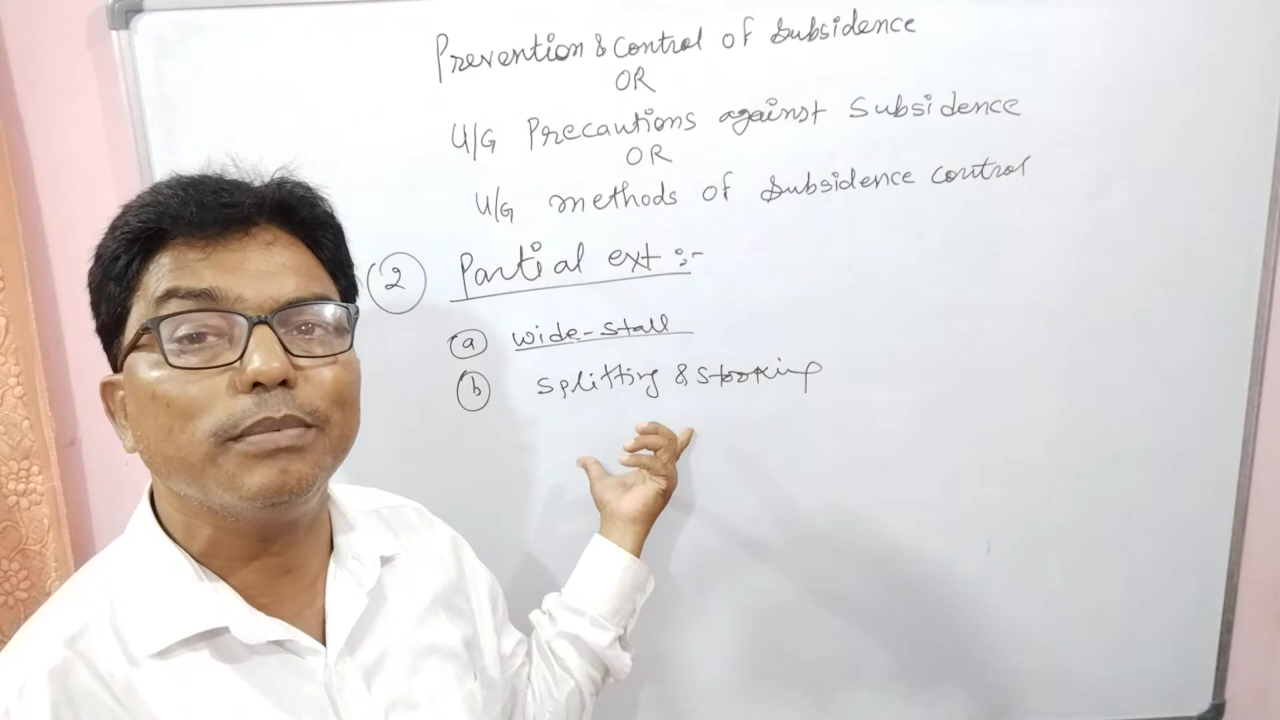 Prevention & control of Subsidence
OR
U/G Precautions against Subsidence
OR
U/G methods of Subsidence control
2 Partial ext :-
a wide-stall
b Splitting & Stooking